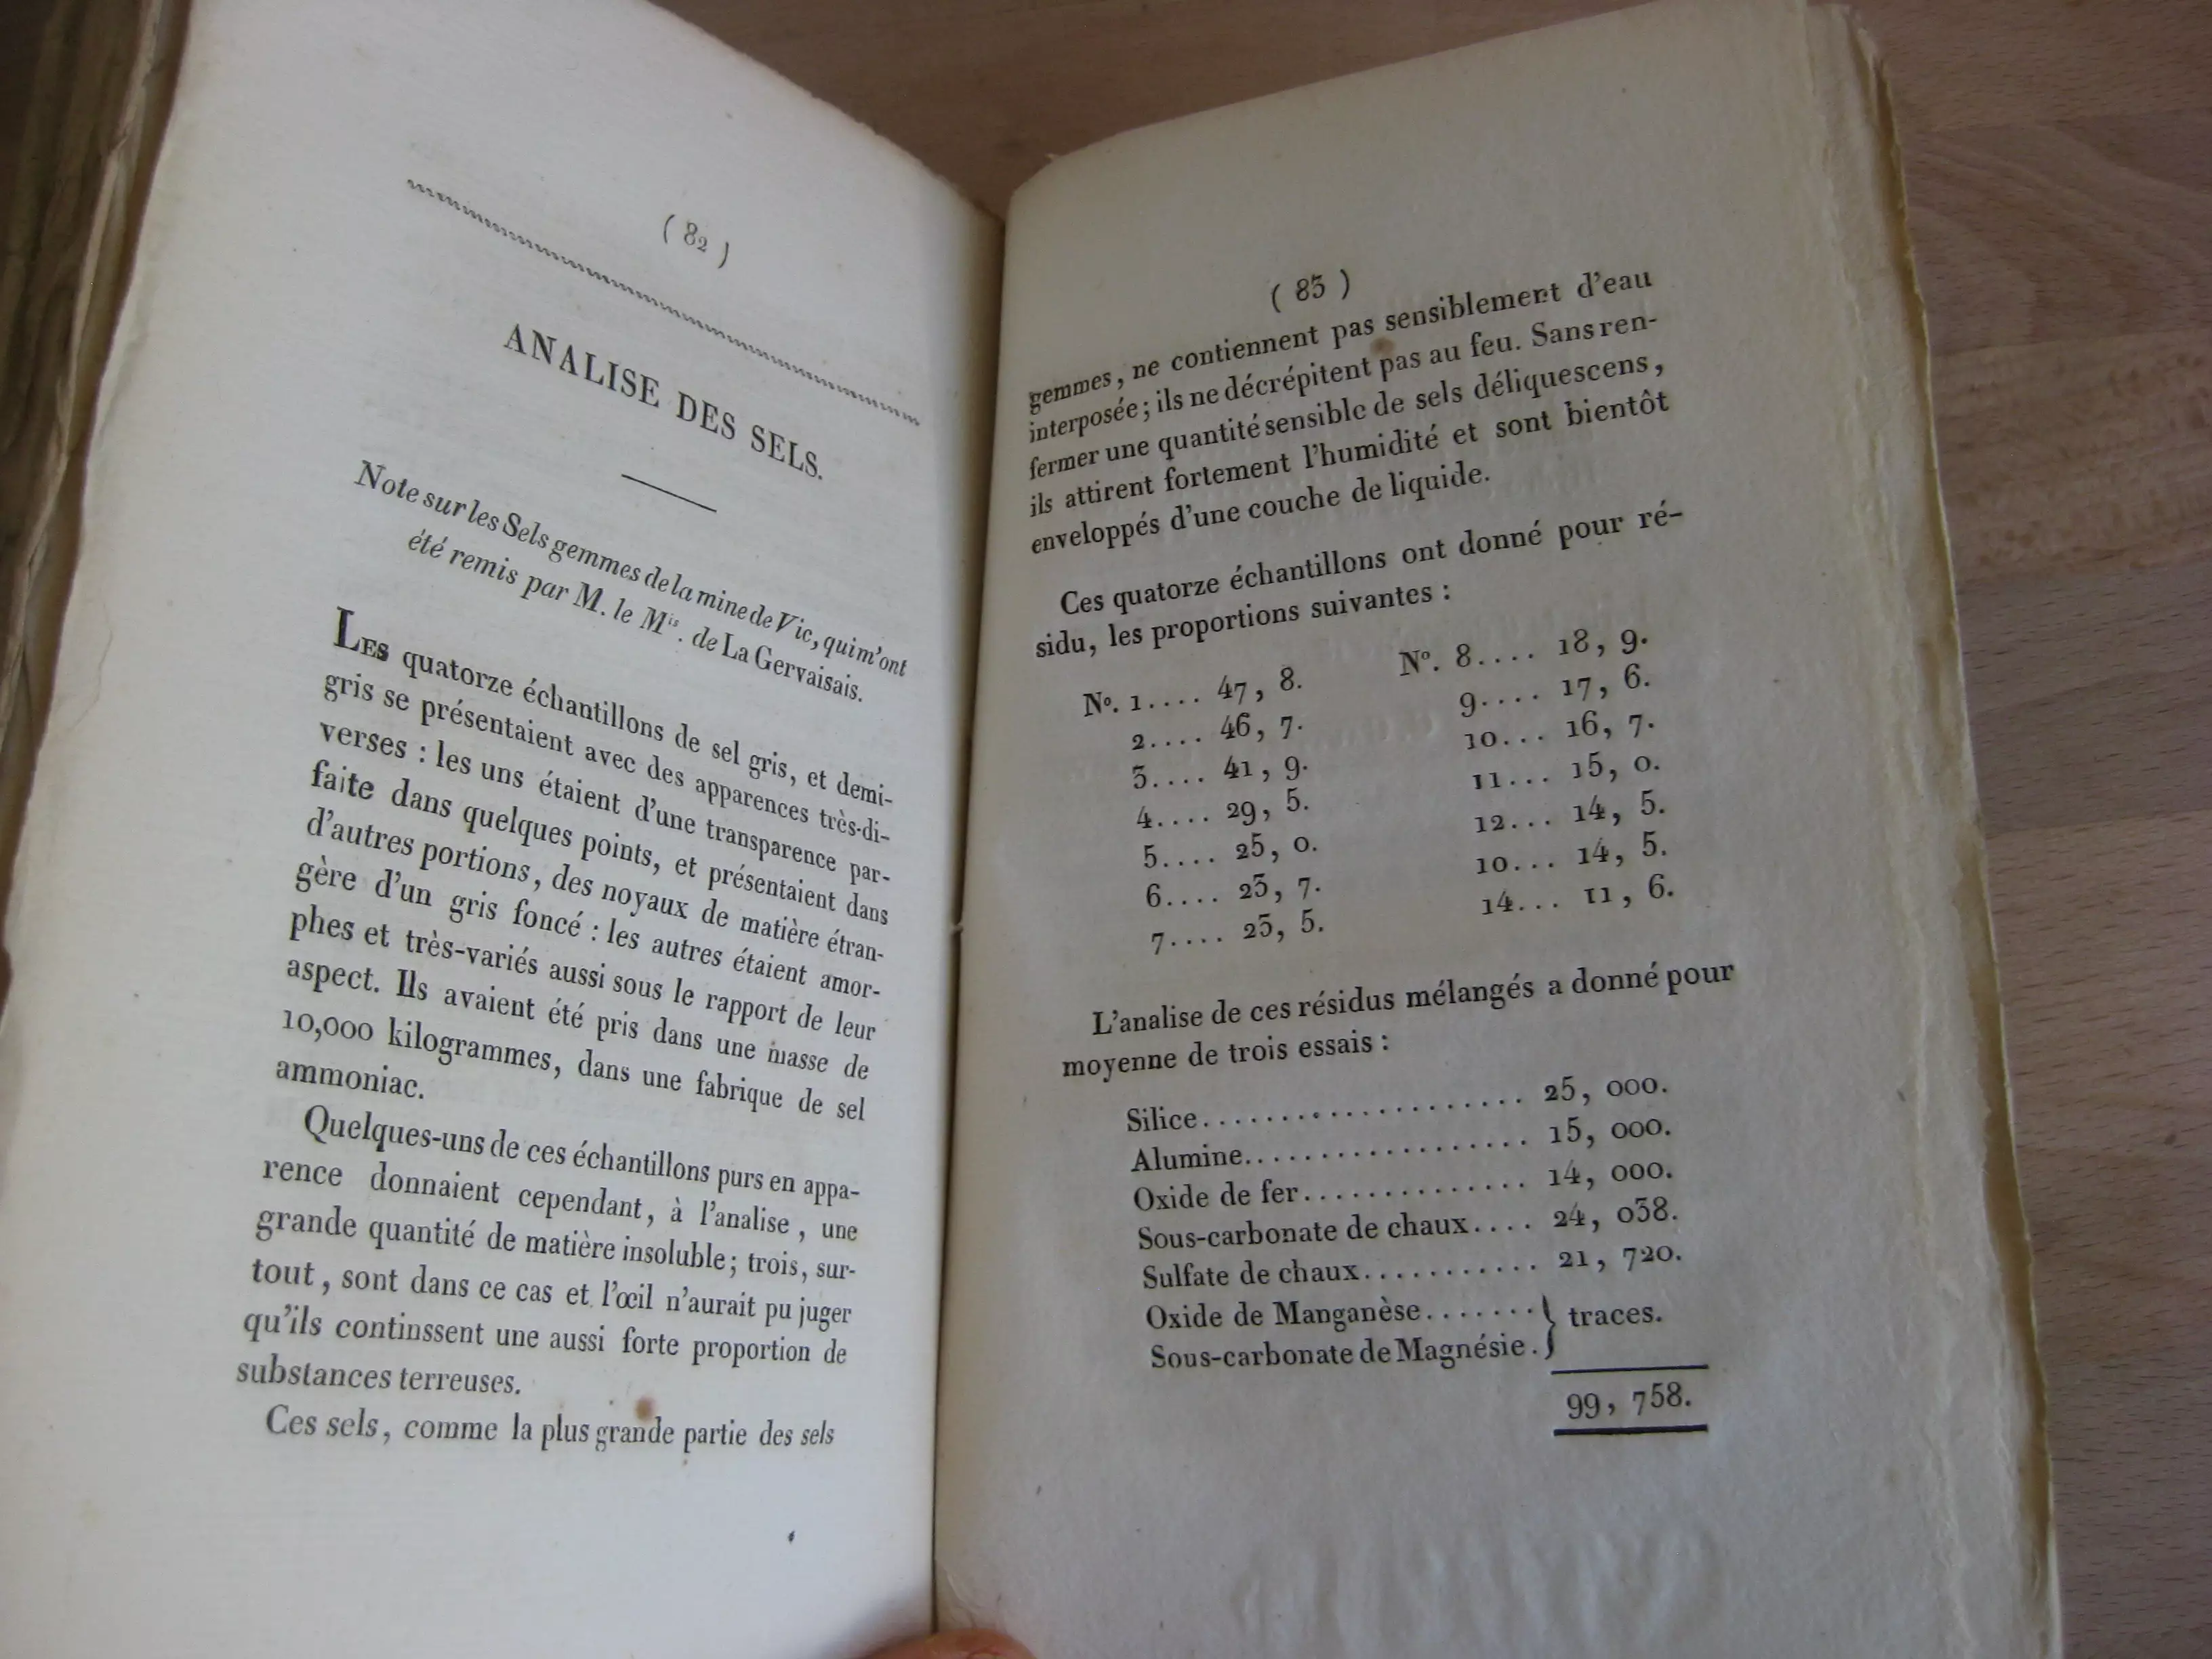 ( 82 )
ANALISE DES SELS.
Note sur les Sels gemmes de la mine de Vic, qui m'ont
été remis par M. le Mis. de La Gervaisais.
LES quatorze échantillons de sel gris, et demi-
gris se présentaient avec des apparences très-di-
verses : les uns étaient d'une transparence par-
faite dans quelques points, et présentaient dans
d'autres portions, des noyaux de matière étran-
gère d'un gris foncé : les autres étaient amor-
phes et très-variés aussi sous le rapport de leur
aspect. Ils avaient été pris dans une masse de
10,000 kilogrammes, dans une fabrique de sel
ammoniac.
Quelques-uns de ces échantillons purs en appa-
rence donnaient cependant, à l'analise, une
grande quantité de matière insoluble; trois, sur-
tout, sont dans ce cas et l'œil n'aurait pu juger
qu'ils continssent une aussi forte proportion de
substances terreuses.
Ces sels, comme la plus grande partie des sels
( 83 )
gemmes, ne contiennent pas sensiblement d'eau
interposée; ils ne décrépitent pas au feu. Sans ren-
fermer une quantité sensible de sels déliquescens,
ils attirent fortement l'humidité et sont bientôt
enveloppés d'une couche de liquide.
Ces quatorze échantillons ont donné pour ré-
sidu, les proportions suivantes :
No. 1.... 47, 8.
2.... 46, 7.
3.... 41, 9.
4.... 29, 5.
5.... 25, 0.
6.... 23, 7.
7.... 23, 5.
No. 8.... 18, 9.
9.... 17, 6.
10... 16, 7.
11... 15, 0.
12... 14, 5.
10... 14, 5.
14... 11, 6.
L'analise de ces résidus mélangés a donné pour
moyenne de trois essais :
Silice.................... 25, 000.
Alumine.................. 15, 000.
Oxide de fer.............. 14, 000.
Sous-carbonate de chaux.... 24, 038.
Sulfate de chaux........... 21, 720.
Oxide de Manganèse....... } traces.
Sous-carbonate de Magnésie. }
99, 758.